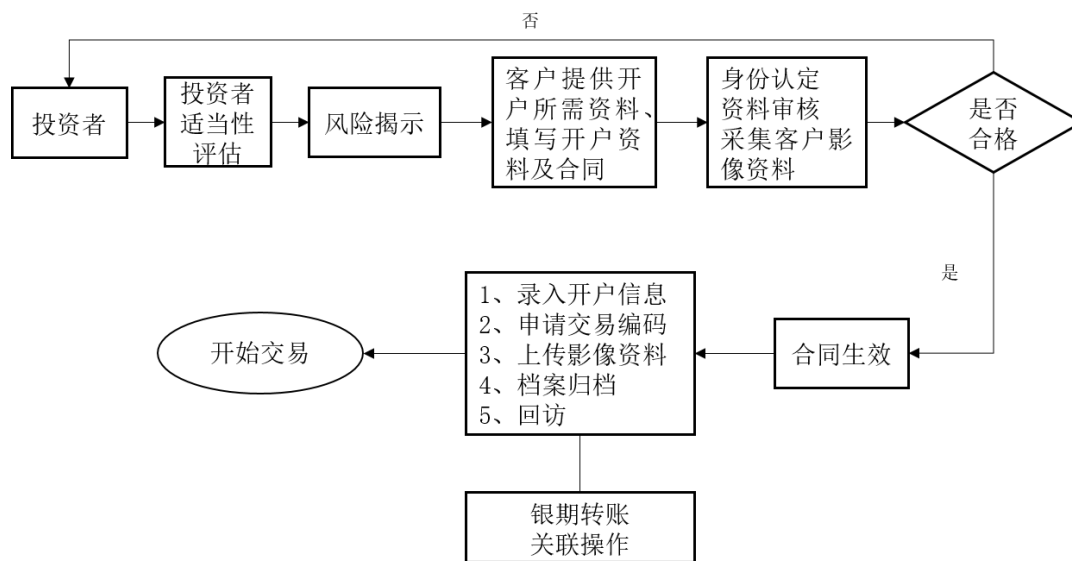 否
投资者
投资者
适当性
评估
风险揭示
客户提供开
户所需资料、
填写开户资
料及合同
身份认定
资料审核
采集客户影
像资料
是否
合格
是
1、录入开户信息
2、申请交易编码
3、上传影像资料
4、档案归档
5、回访
合同生效
开始交易
银期转账
关联操作